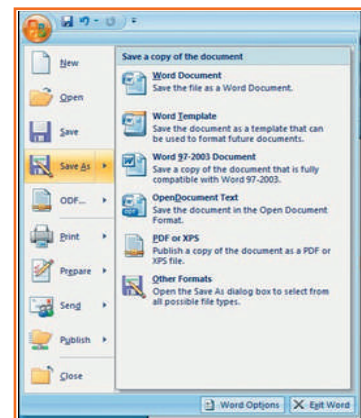 New
Open
Save
Save As
ODF...
Print
Prepare
Send
Publish
Close
Save a copy of the document
Word Document
Save the file as a Word Document.
Word Template
Save the document as a template that can
be used to format future documents.
Word 97-2003 Document
Save a copy of the document that is fully
compatible with Word 97-2003.
OpenDocument Text
Save the document in the Open Document
Format.
PDF or XPS
Publish a copy of the document as a PDF or
XPS file.
Other Formats
Open the Save As dialog box to select from
all possible file types.
Word Options
Exit Word